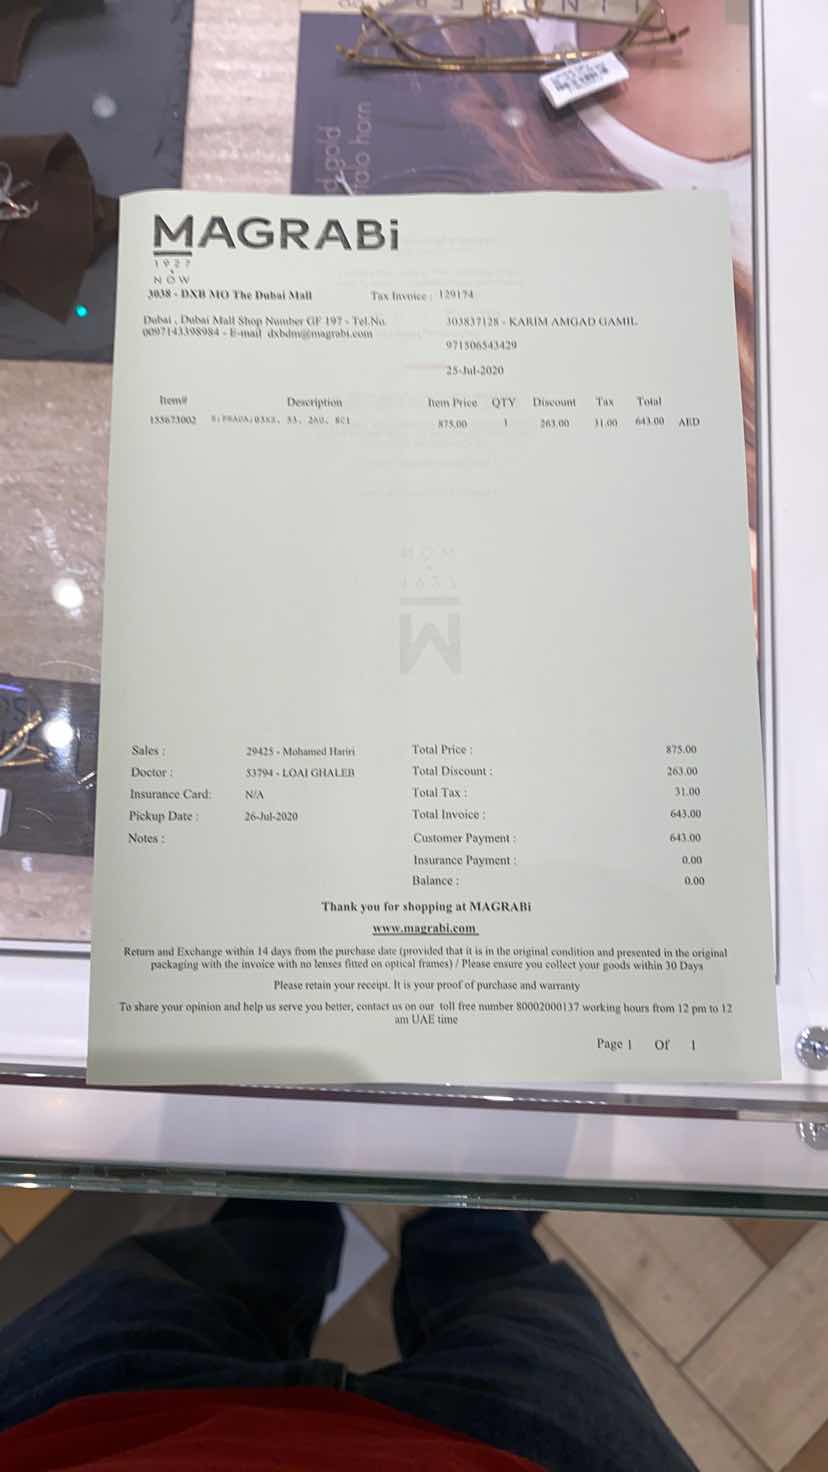 d gold
falo horn
MAGRABi
1927
NOW
3038 - DXB MO The Dubai Mall
Tax Invoice : 129174
Dubai , Dubai Mall Shop Number GF 197 - Tel.No.
0097143398984 - E-mail dxbdm@magrabi.com
303837128 - KARIM AMGAD GAMIL
971506543429
25-Jul-2020
Item# Description Item Price QTY Discount Tax Total
155673002 875.00 1 263.00 31.00 643.00 AED
Sales : 29425 - Mohamed Hariri
Doctor : 53794 - LOAI GHALEB
Insurance Card: N/A
Pickup Date : 26-Jul-2020
Notes :
Total Price : 875.00
Total Discount : 263.00
Total Tax : 31.00
Total Invoice : 643.00
Customer Payment : 643.00
Insurance Payment : 0.00
Balance : 0.00
Thank you for shopping at MAGRABi
www.magrabi.com
Return and Exchange within 14 days from the purchase date (provided that it is in the original condition and presented in the original
packaging with the invoice with no lenses fitted on optical frames) / Please ensure you collect your goods within 30 Days
Please retain your receipt. It is your proof of purchase and warranty
To share your opinion and help us serve you better, contact us on our toll free number 80002000137 working hours from 12 pm to 12
am UAE time
Page 1 Of 1